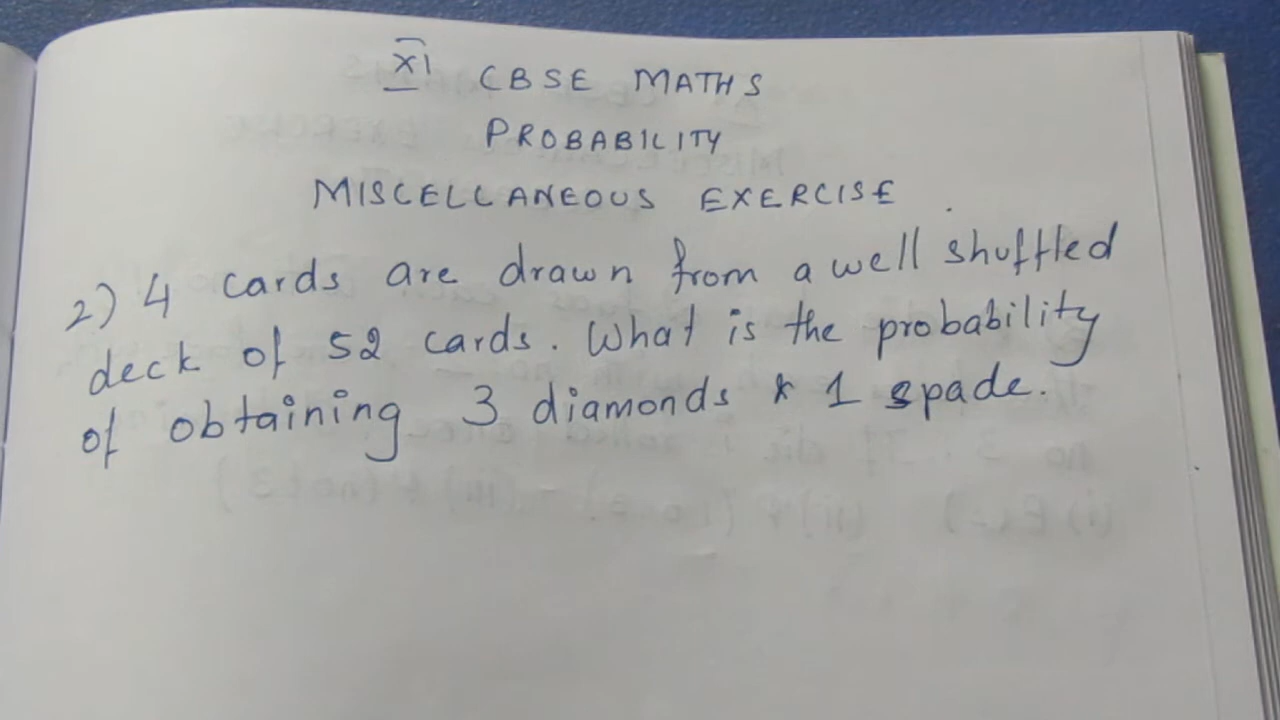 XI CBSE MATHS
PROBABILITY
MISCELLANEOUS EXERCISE
2) 4 cards are drawn from a well shuffled
deck of 52 cards. What is the probability
of obtaining 3 diamonds & 1 spade.